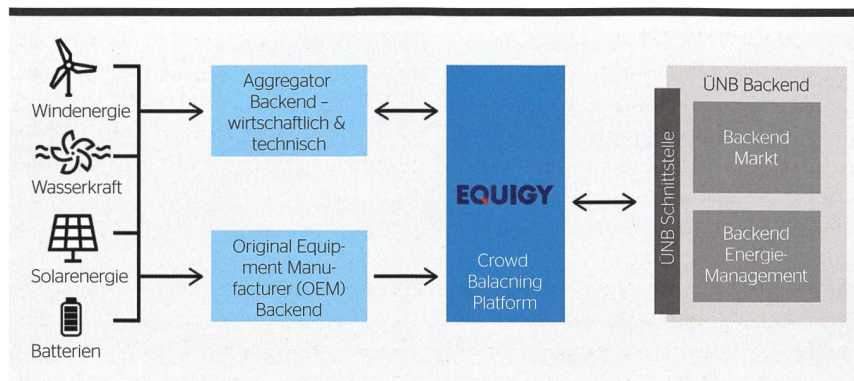 Windenergie
Wasserkraft
Solarenergie
Batterien
Aggregator
Backend –
wirtschaftlich &
technisch
Original Equip-
ment Manu-
facturer (OEM)
Backend
EQUIGY
Crowd
Balacning
Platform
ÜNB Schnittstelle
ÜNB Backend
Backend
Markt
Backend
Energie-
Management